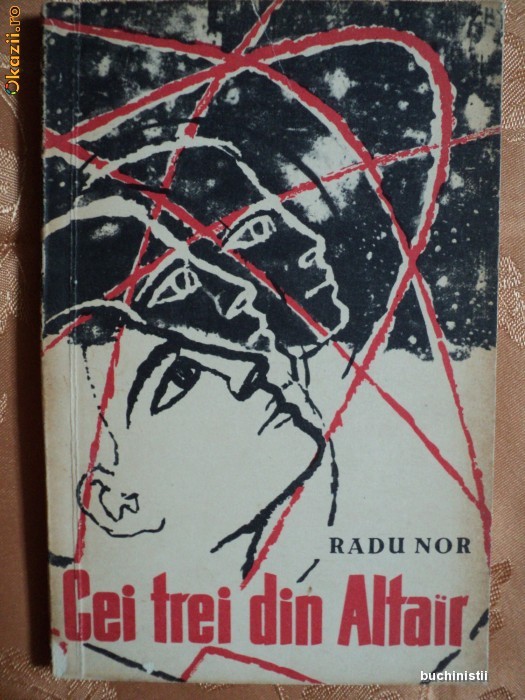 Okazii.ro
RADU NOR
Cei trei din Altaïr
buchinistii